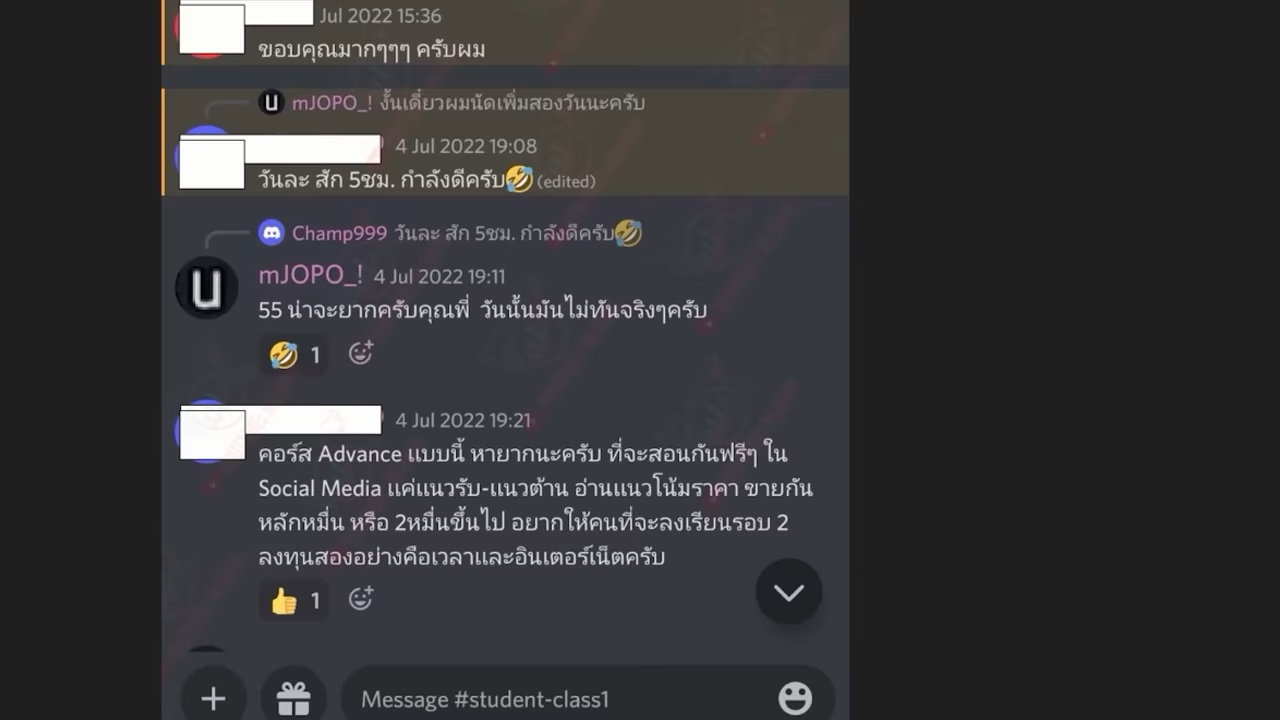 Jul 2022 15:36
ขอบคุณมากๆๆๆ ครับผม
mJOPO_! งั้นเดี๋ยวผมนัดเพิ่มสองวันนะครับ
4 Jul 2022 19:08
วันละ สัก 5ชม. กำลังดีครับ🤣 (edited)
Champ999 วันละ สัก 5ชม. กำลังดีครับ🤣
mJOPO_! 4 Jul 2022 19:11
55 น่าจะยากครับคุณพี่ วันนั้นมันไม่ทันจริงๆครับ
🤣 1
4 Jul 2022 19:21
คอร์ส Advance แบบนี้ หายากนะครับ ที่จะสอนกันฟรีๆ ใน
Social Media แค่แนวรับ-แนวต้าน อ่านแนวโน้มราคา ขายกัน
หลักหมื่น หรือ 2หมื่นขึ้นไป อยากให้คนที่จะลงเรียนรอบ 2
ลงทุนสองอย่างคือเวลาและอินเตอร์เน็ตครับ
👍 1
Message #student-class1